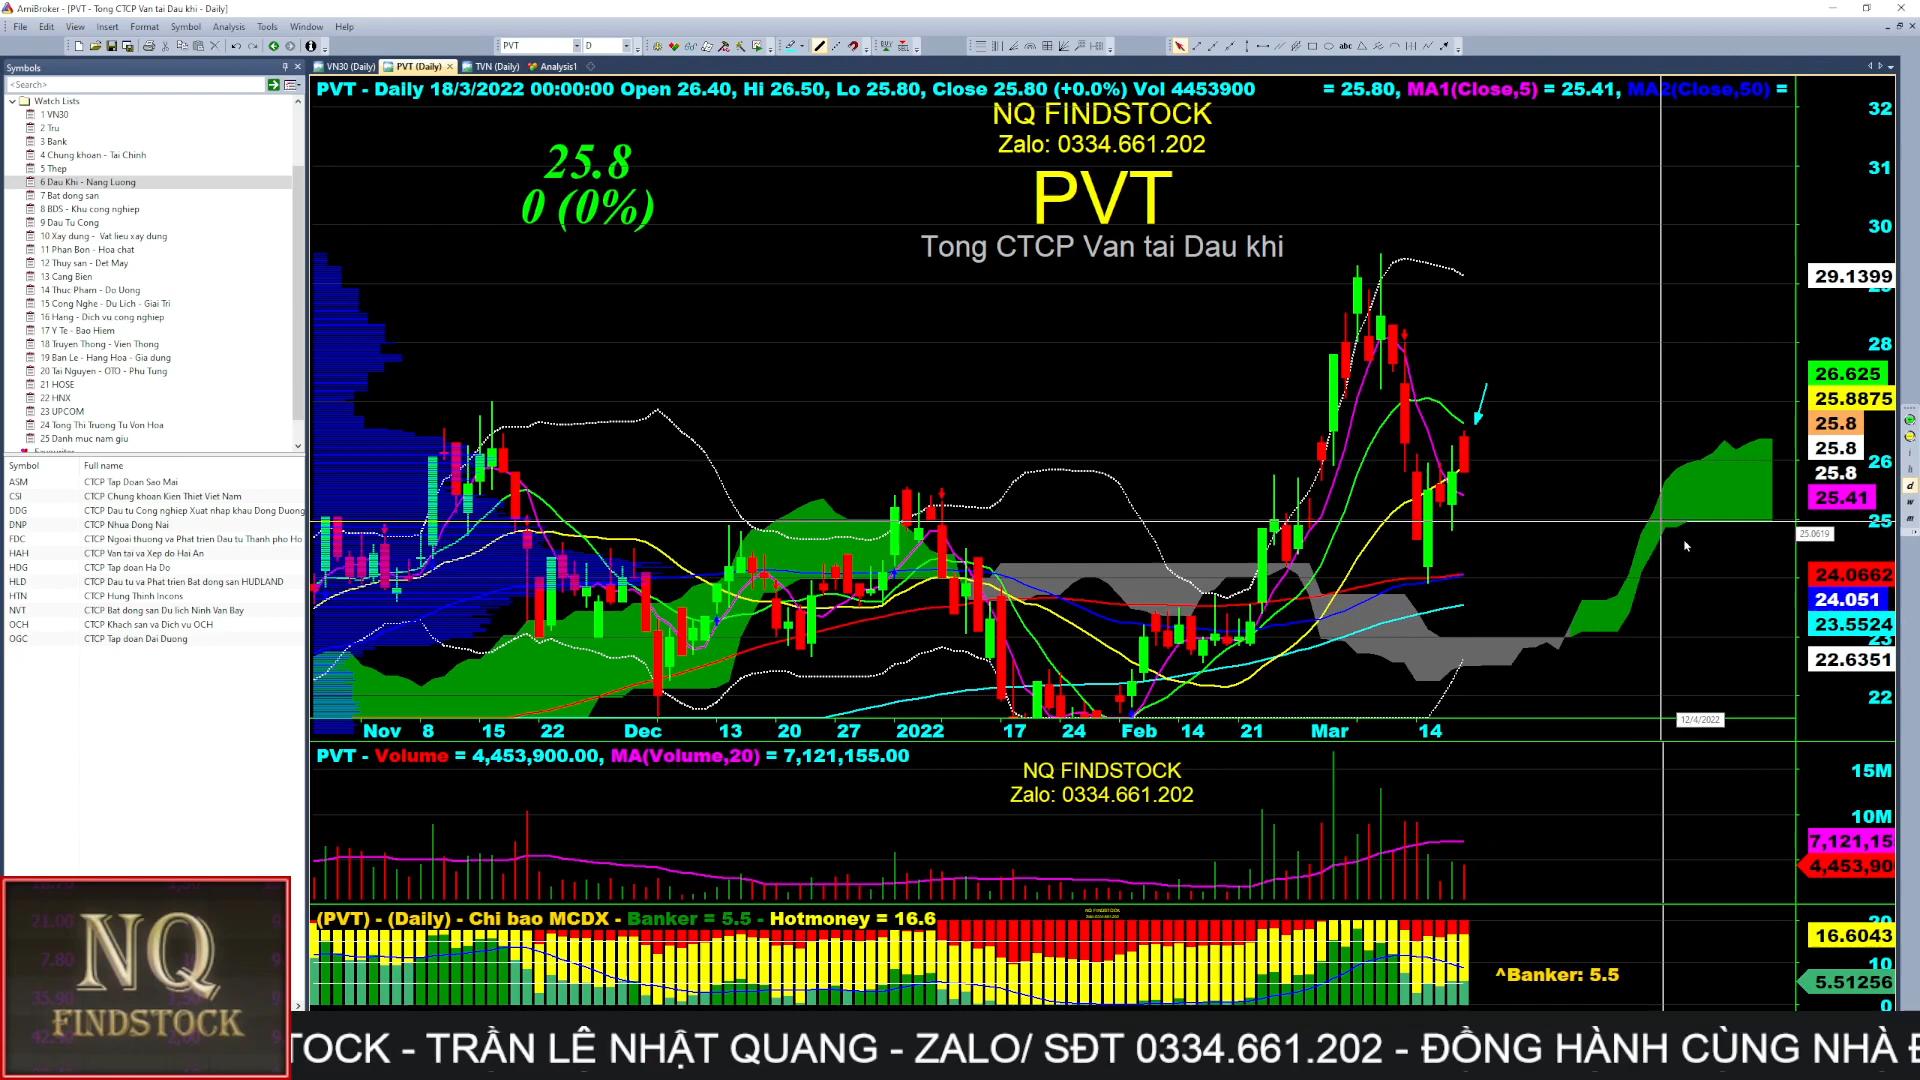 AmiBroker - [PVT - Tong CTCP Van tai Dau khi - Daily]
File Edit View Insert Format Symbol Analysis Tools Window Help
PVT D
abc
Symbols
VN30 (Daily) PVT (Daily) TVN (Daily) Analysis1
<Search>
Watch Lists
1 VN30
2 Tru
3 Bank
4 Chung khoan - Tai Chinh
5 Thep
6 Dau Khi - Nang Luong
7 Bat dong san
8 BDS - Khu cong nghiep
9 Dau Tu Cong
10 Xay dung - Vat lieu xay dung
11 Phan Bon - Hoa chat
12 Thuy san - Det May
13 Cang Bien
14 Thuc Pham - Do Uong
15 Cong Nghe - Du Lich - Giai Tri
16 Hang - Dich vu cong nghiep
17 Y Te - Bao Hiem
18 Truyen Thong - Vien Thong
19 Ban Le - Hang Hoa - Gia dung
20 Tai Nguyen - OTO - Phu Tung
21 HOSE
22 HNX
23 UPCOM
24 Tong Thi Truong Tu Von Hoa
25 Danh muc nam giu
Symbol Full name
ASM CTCP Tap Doan Sao Mai
CSI CTCP Chung khoan Kien Thiet Viet Nam
DDG CTCP Dau tu Cong nghiep Xuat nhap khau Dong Duong
DNP CTCP Nhua Dong Nai
FDC CTCP Ngoai thuong va Phat trien Dau tu Thanh pho Ho
HAH CTCP Van tai va Xep do Hai An
HDG CTCP Tap doan Ha Do
HLD CTCP Dau tu va Phat trien Bat dong san HUDLAND
HTN CTCP Hung Thinh Incons
NVT CTCP Bat dong san Du lich Ninh Van Bay
OCH CTCP Khach san va Dich vu OCH
OGC CTCP Tap doan Dai Duong
PVT - Daily 18/3/2022 00:00:00 Open 26.40, Hi 26.50, Lo 25.80, Close 25.80 (+0.0%) Vol 4453900 = 25.80, MA1(Close,5) = 25.41, MA2(Close,50) =
NQ FINDSTOCK
Zalo: 0334.661.202
PVT
Tong CTCP Van tai Dau khi
25.8
0 (0%)
32
31
30
29.1399
28
26.625
25.8875
25.8
25.8
25.8
26
25.41
25
25.0619
24.0662
24.051
23.5524
23
22.6351
22
12/4/2022
Nov 8 15 22 Dec 13 20 27 2022 17 24 Feb 14 21 Mar 14
PVT - Volume = 4,453,900.00, MA(Volume,20) = 7,121,155.00
NQ FINDSTOCK
Zalo: 0334.661.202
15M
10M
7,121,15
4,453,90
(PVT) - (Daily) - Chi bao MCDX - Banker = 5.5 - Hotmoney = 16.6
^Banker: 5.5
20
16.6043
10
5.51256
0
NQ
FINDSTOCK
TOCK - TRẦN LÊ NHẬT QUANG - ZALO/ SĐT 0334.661.202 - ĐỒNG HÀNH CÙNG NHÀ